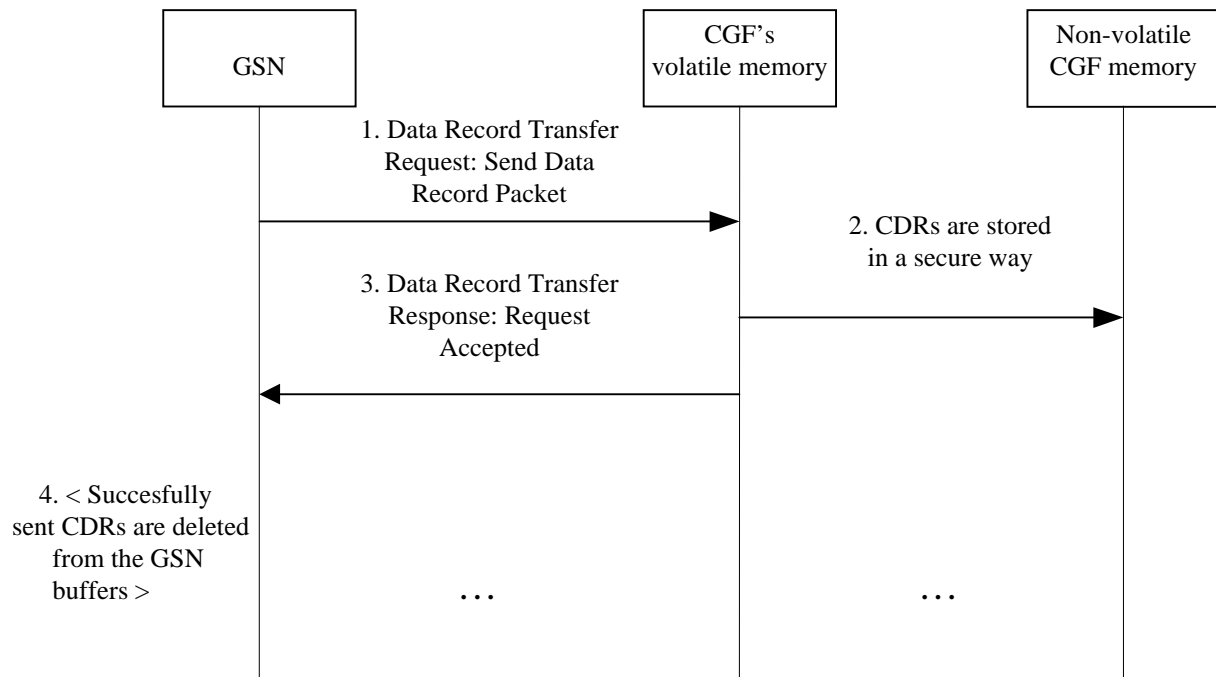 GSN
CGF's
volatile memory
Non-volatile
CGF memory
1. Data Record Transfer
Request: Send Data
Record Packet
2. CDRs are stored
in a secure way
3. Data Record Transfer
Response: Request
Accepted
4. < Succesfully
sent CDRs are deleted
from the GSN
buffers >
...
...